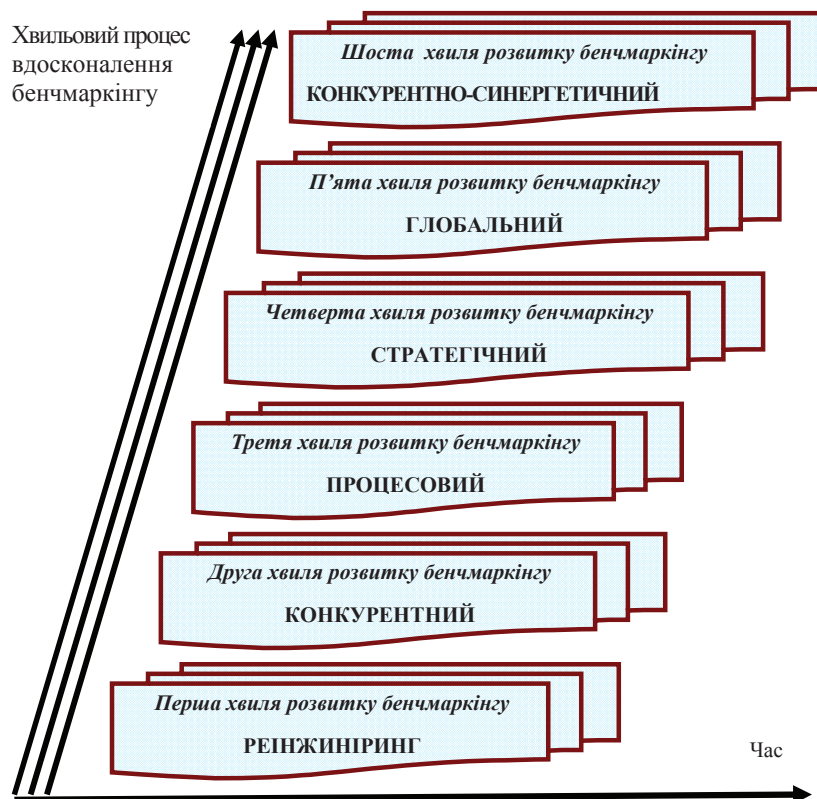 Хвильовий процес
вдосконалення
бенчмаркінгу
Шоста хвиля розвитку бенчмаркінгу
КОНКУРЕНТНО-СИНЕРГЕТИЧНИЙ
П’ята хвиля розвитку бенчмаркінгу
ГЛОБАЛЬНИЙ
Четверта хвиля розвитку бенчмаркінгу
СТРАТЕГІЧНИЙ
Третя хвиля розвитку бенчмаркінгу
ПРОЦЕСОВИЙ
Друга хвиля розвитку бенчмаркінгу
КОНКУРЕНТНИЙ
Перша хвиля розвитку бенчмаркінгу
РЕІНЖИНІРИНГ
Час